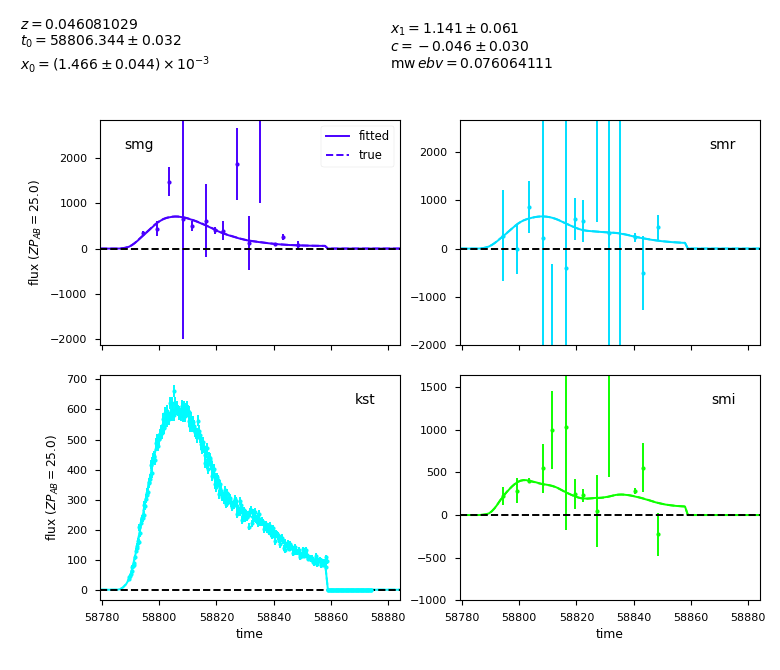 z = 0.046081029
t₀ = 58806.344 ± 0.032
x₀ = (1.466 ± 0.044) × 10⁻³
x₁ = 1.141 ± 0.061
c = −0.046 ± 0.030
mw ebv = 0.076064111
smg
fitted
true
2000
1000
0
−1000
−2000
flux (ZP_AB = 25.0)
smr
2000
1000
0
−1000
−2000
kst
700
600
500
400
300
200
100
0
flux (ZP_AB = 25.0)
58780 58800 58820 58840 58860 58880
time
smi
1500
1000
500
0
−500
−1000
58780 58800 58820 58840 58860 58880
time